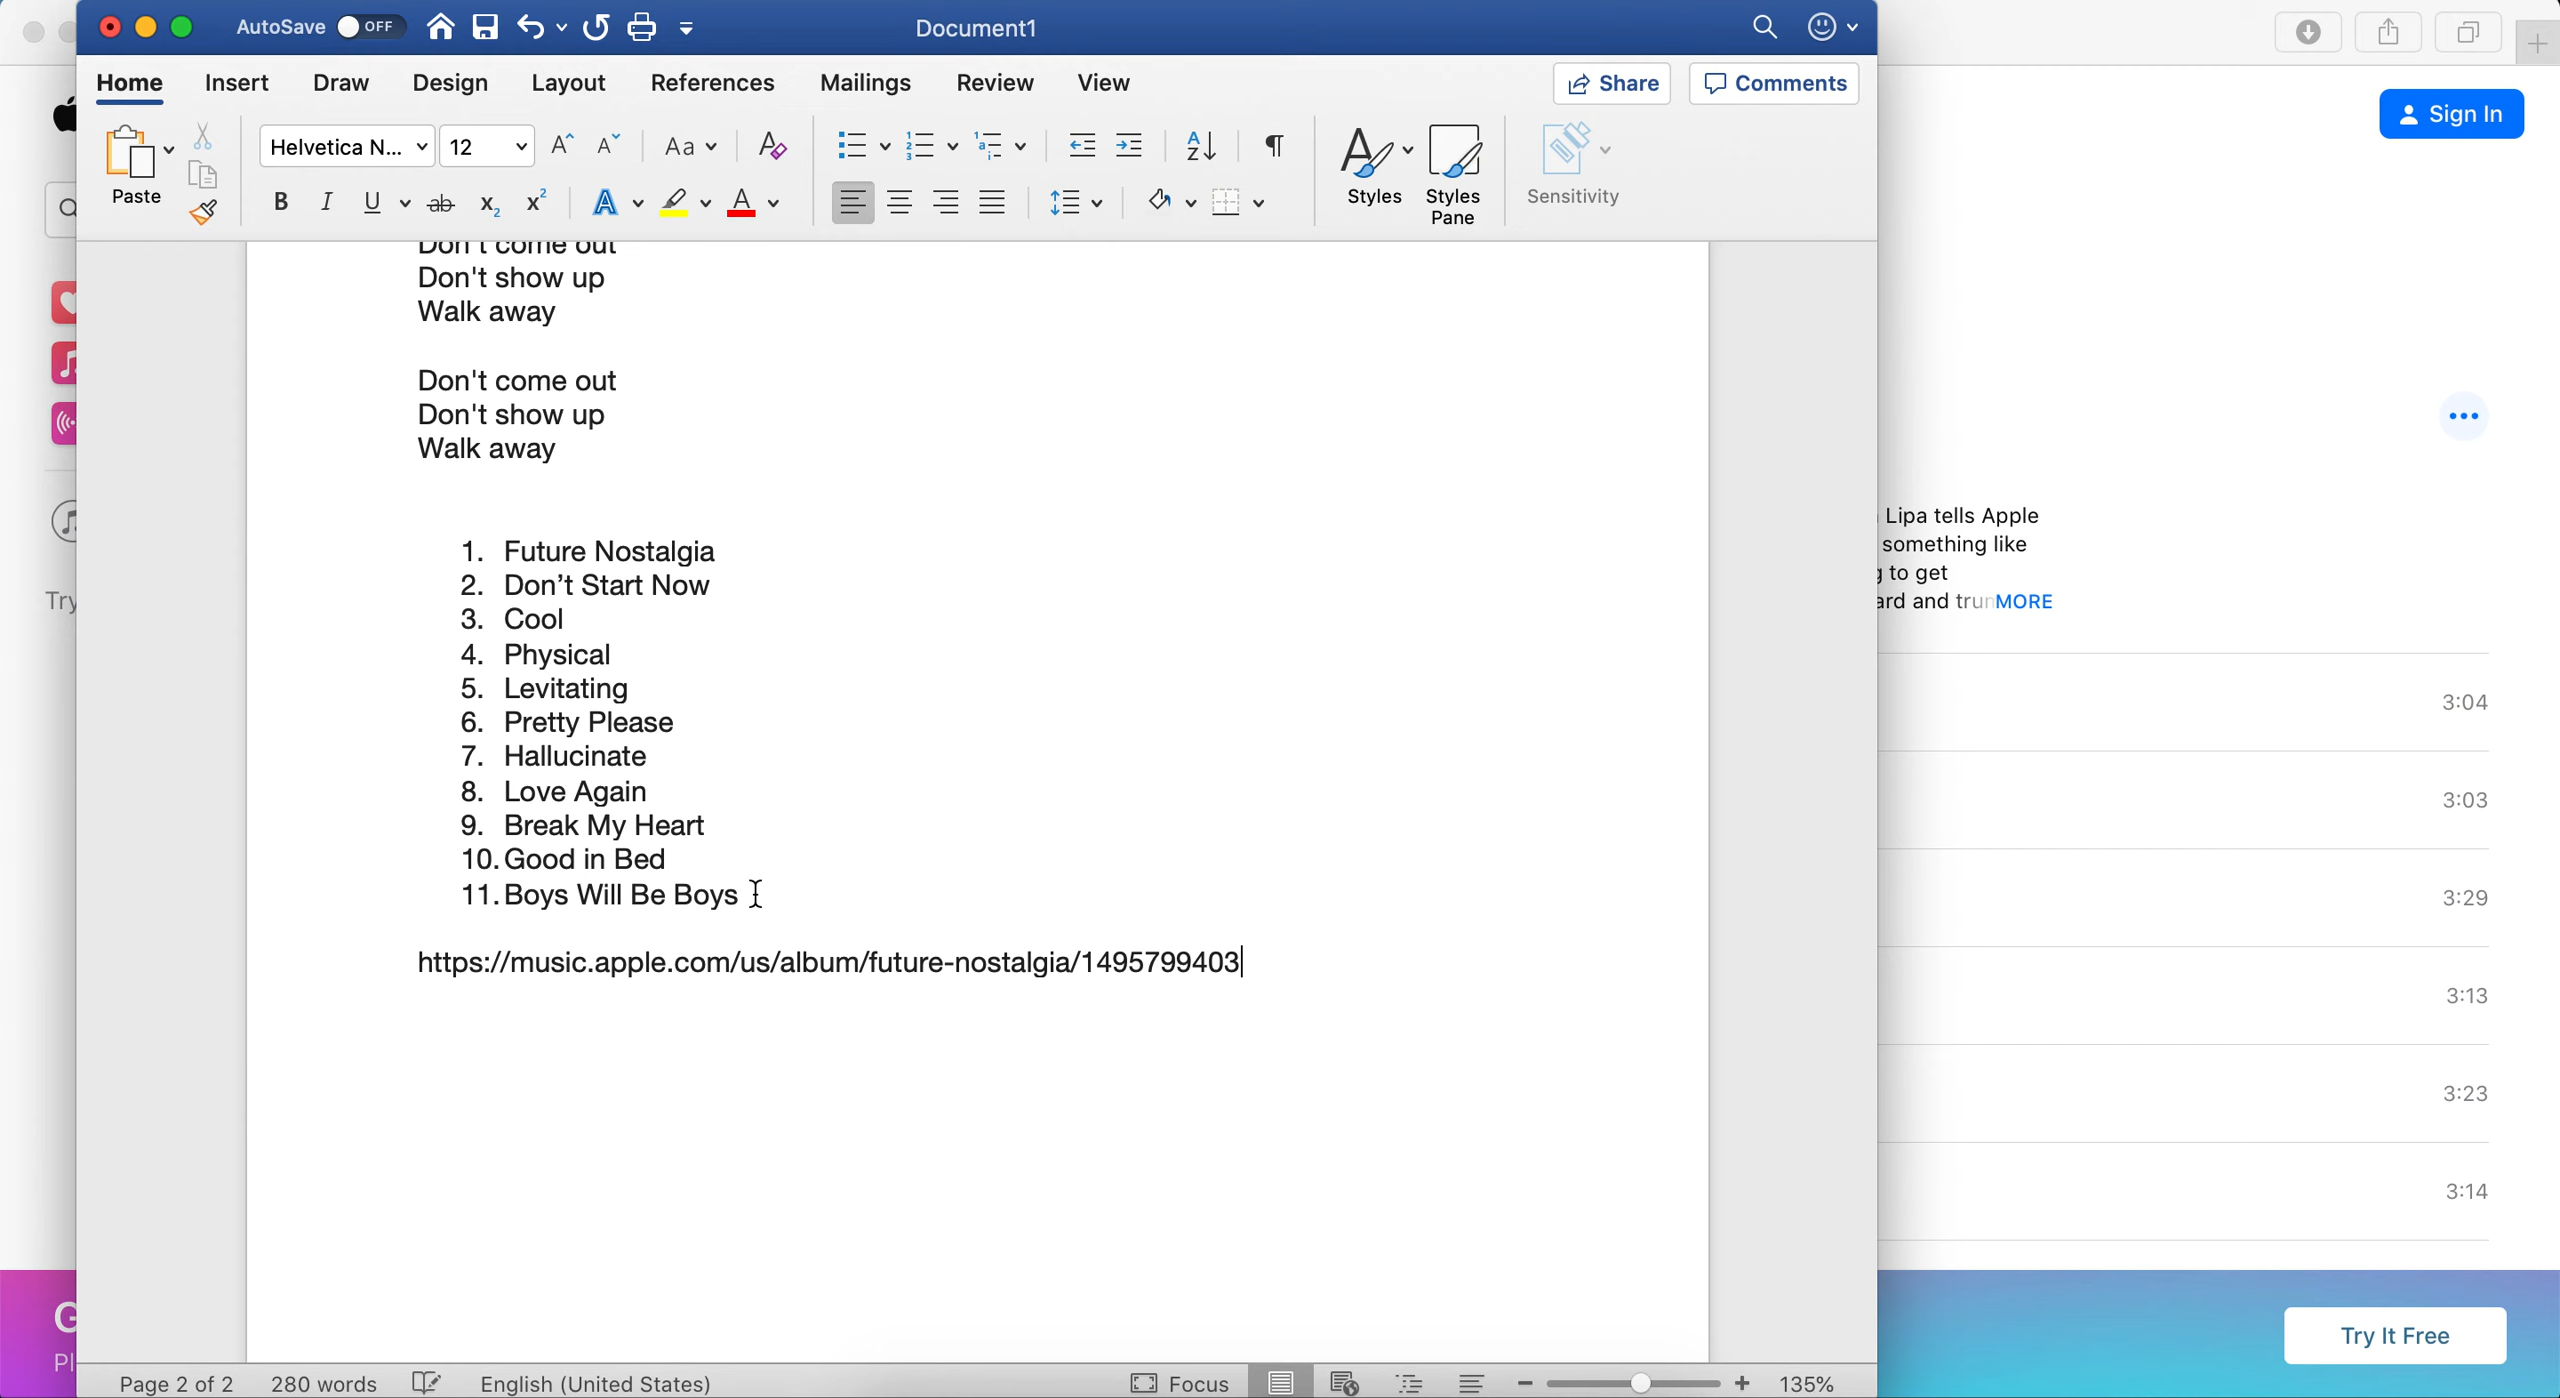 AutoSave OFF
Document1
Home Insert Draw Design Layout References Mailings Review View
Share Comments
Sign In
Paste
Helvetica N... 12
Styles Styles Pane Sensitivity
Don't come out
Don't show up
Walk away
Don't come out
Don't show up
Walk away
1. Future Nostalgia
2. Don’t Start Now
3. Cool
4. Physical
5. Levitating
6. Pretty Please
7. Hallucinate
8. Love Again
9. Break My Heart
10. Good in Bed
11. Boys Will Be Boys
https://music.apple.com/us/album/future-nostalgia/1495799403
Try
Lipa tells Apple
something like
to get
and MORE
3:04
3:03
3:29
3:13
3:23
3:14
Try It Free
Page 2 of 2 280 words English (United States) Focus 135%